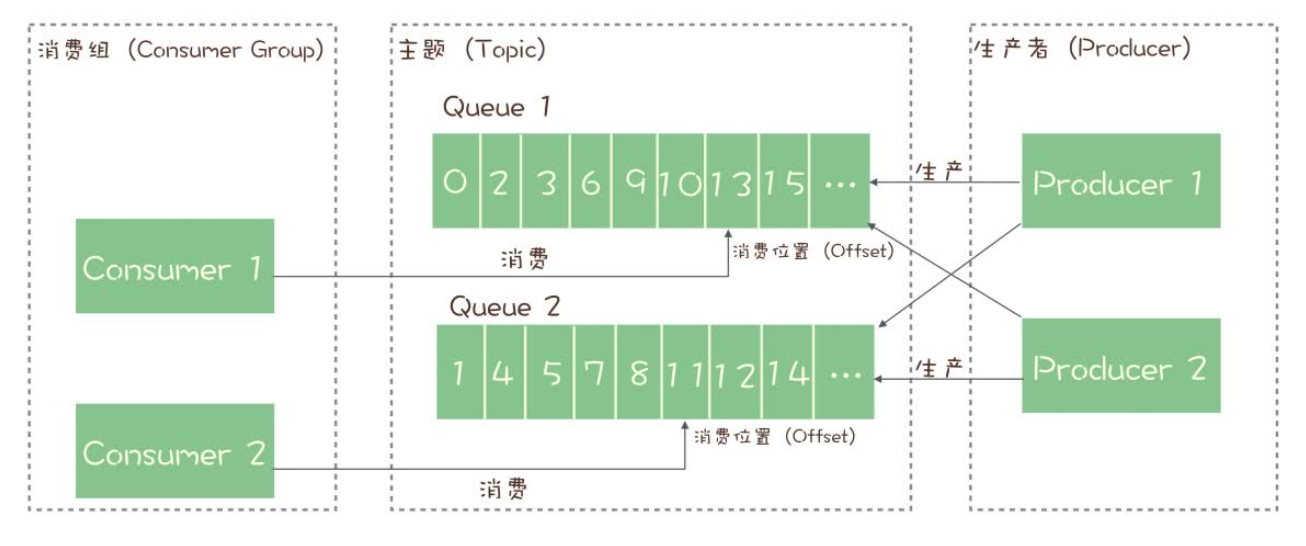 消费组 (Consumer Group)
Consumer 1
Consumer 2
主题 (Topic)
Queue 1
0 2 3 6 9 10 13 15 ...
消费
消费位置 (Offset)
Queue 2
1 4 5 7 8 11 12 14 ...
消费位置 (Offset)
消费
生产
生产
生产者 (Producer)
Producer 1
Producer 2